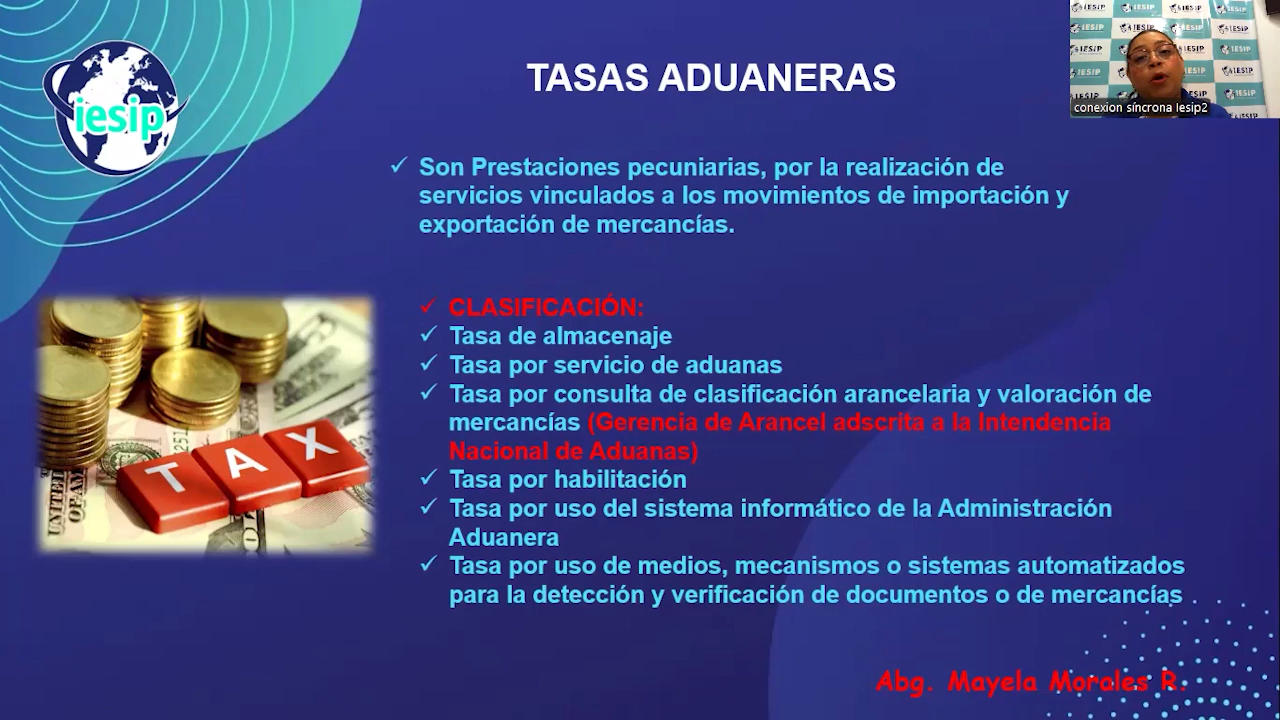 TASAS ADUANERAS
iesip
conexion síncrona Iesip2
Son Prestaciones pecuniarias, por la realización de
servicios vinculados a los movimientos de importación y
exportación de mercancías.
CLASIFICACIÓN:
Tasa de almacenaje
Tasa por servicio de aduanas
Tasa por consulta de clasificación arancelaria y valoración de
mercancías (Gerencia de Arancel adscrita a la Intendencia
Nacional de Aduanas)
Tasa por habilitación
Tasa por uso del sistema informático de la Administración
Aduanera
Tasa por uso de medios, mecanismos o sistemas automatizados
para la detección y verificación de documentos o de mercancías
TAX
UNITED
OF AM
Abg. Mayela Morales R.